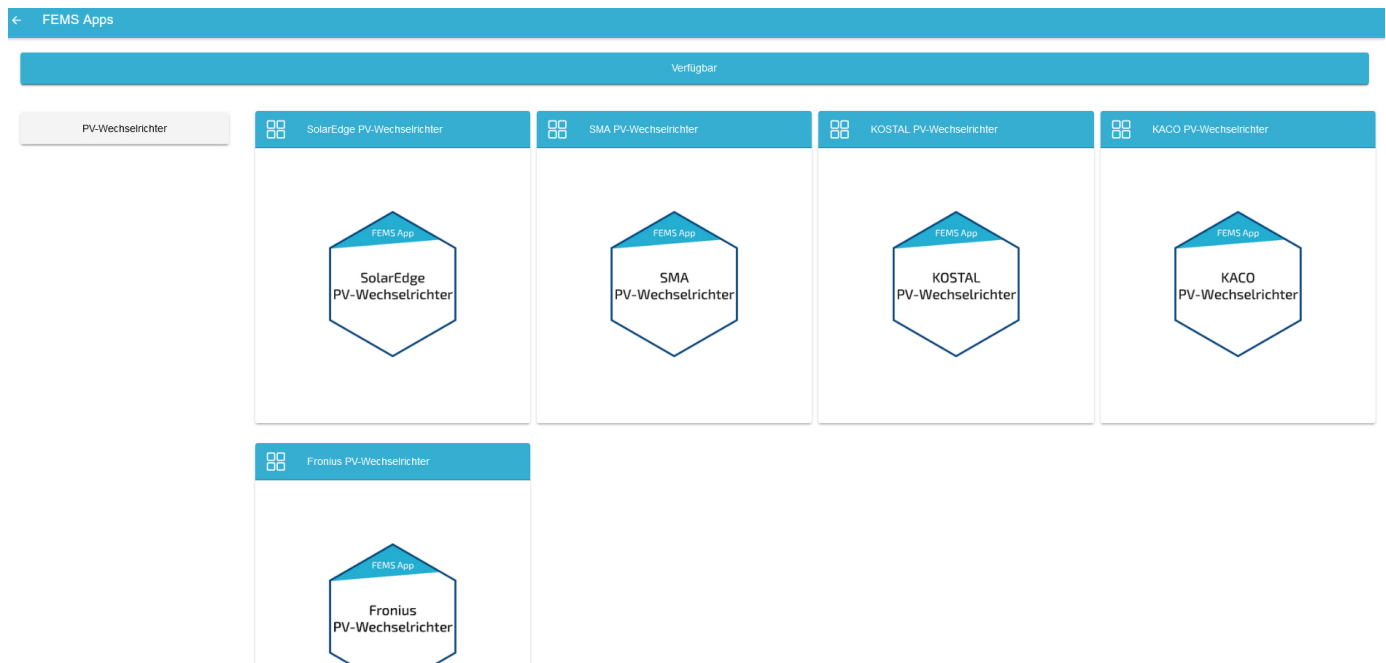 FEMS Apps
Verfügbar
PV-Wechselrichter
SolarEdge PV-Wechselrichter
SMA PV-Wechselrichter
KOSTAL PV-Wechselrichter
KACO PV-Wechselrichter
FEMS App
SolarEdge
PV-Wechselrichter
FEMS App
SMA
PV-Wechselrichter
FEMS App
KOSTAL
PV-Wechselrichter
FEMS App
KACO
PV-Wechselrichter
Fronius PV-Wechselrichter
FEMS App
Fronius
PV-Wechselrichter